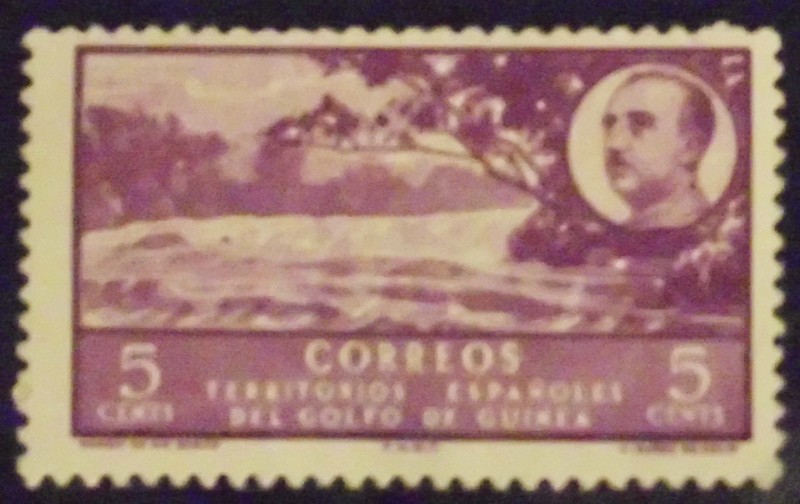 CORREOS
5 5
CENTS CENTS
TERRITORIOS ESPAÑOLES
DEL GOLFO DE GUINEA